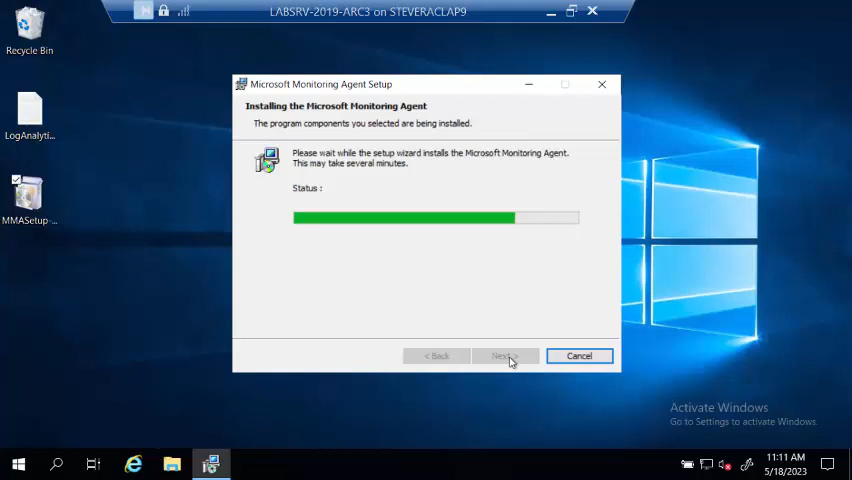 LABSRV-2019-ARC3 on STEVERACLAP9
Recycle Bin
LogAnalyti...
MMASetup-...
Microsoft Monitoring Agent Setup
Installing the Microsoft Monitoring Agent
The program components you selected are being installed.
Please wait while the setup wizard installs the Microsoft Monitoring Agent.
This may take several minutes.
Status :
< Back
Next >
Cancel
Activate Windows
Go to Settings to activate Windows.
11:11 AM
5/18/2023